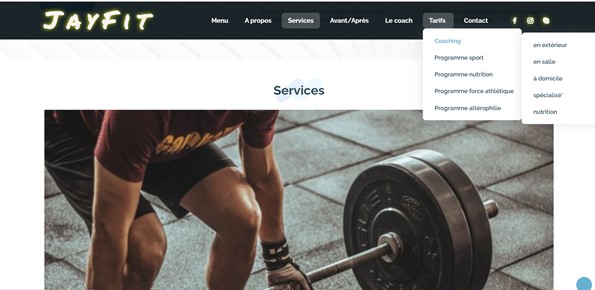 JAYFIT
Menu A propos Services Avant/Après Le coach Tarifs Contact
Coaching
Programme sport
Programme nutrition
Programme force athlétique
Programme altérophilie
en extérieur
en salle
à domicile
spécialisé*
nutrition
Services